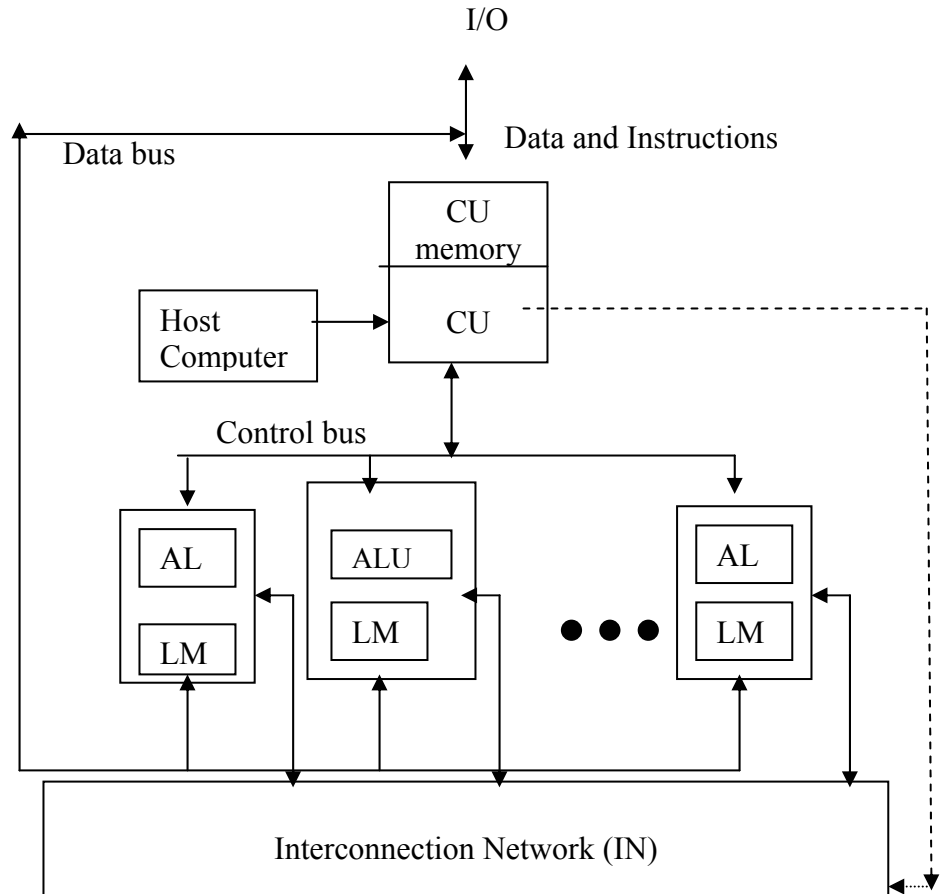 I/O
Data bus
Data and Instructions
CU
memory
Host
Computer
CU
Control bus
AL
ALU
AL
LM
LM
LM
Interconnection Network (IN)